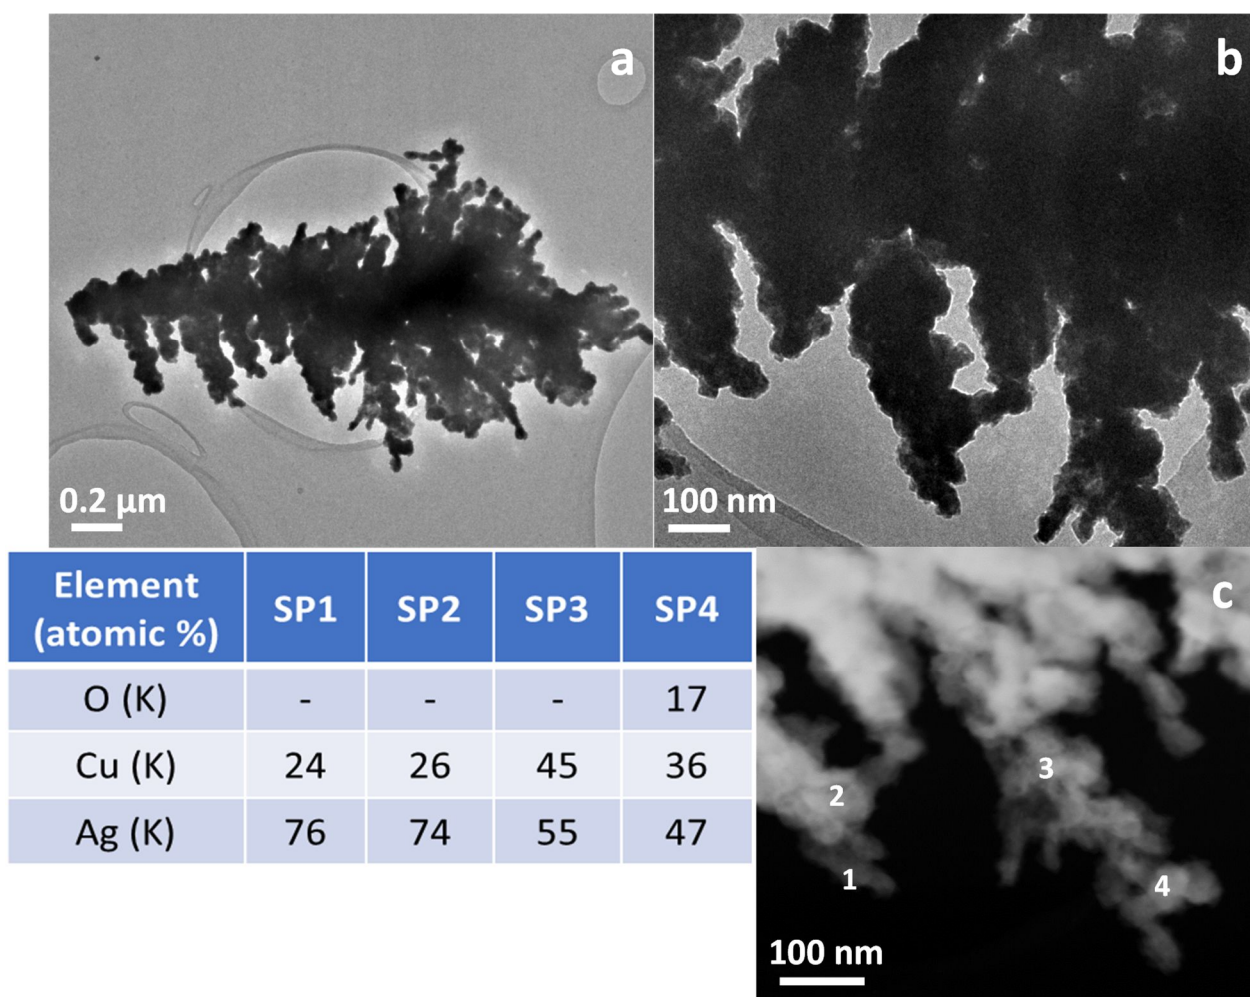 a
b
0.2 µm
100 nm
Element
(atomic %)
SP1
SP2
SP3
SP4
O (K)
-
-
-
17
Cu (K)
24
26
45
36
Ag (K)
76
74
55
47
c
3
2
1
4
100 nm